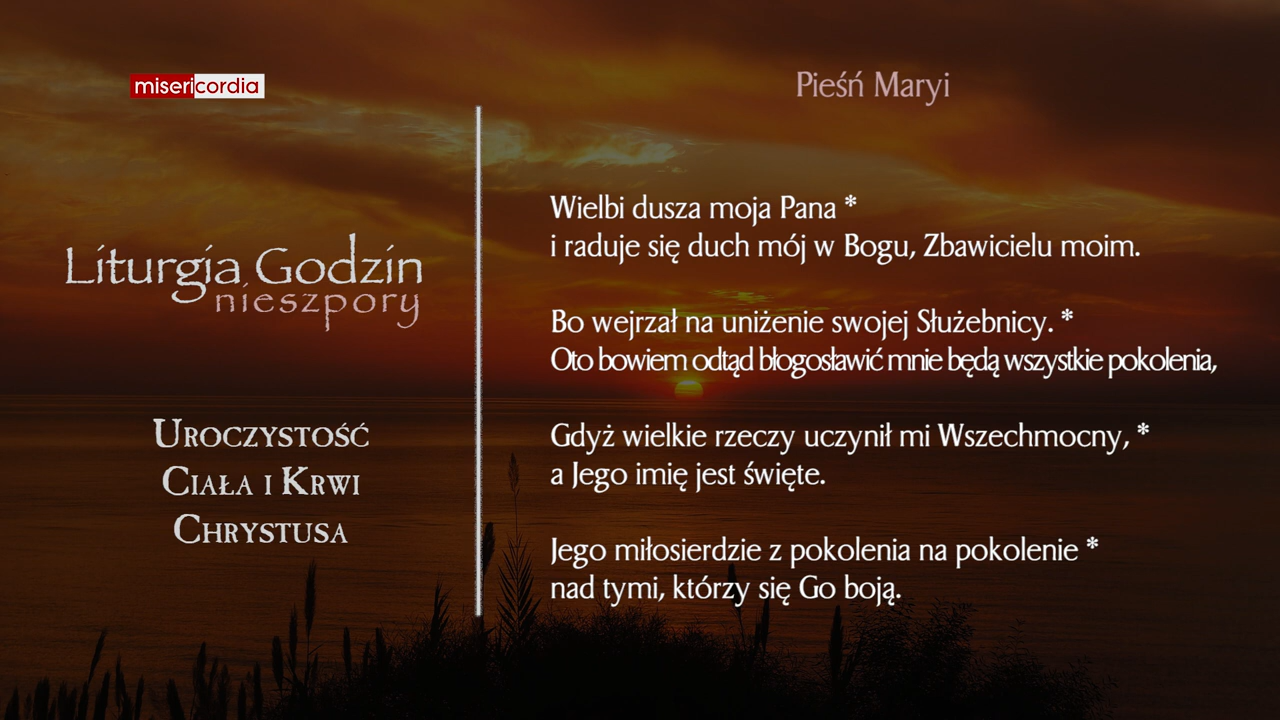 misericordia
Liturgia Godzin
nieszpory
Uroczystość
Ciała i Krwi
Chrystusa
Pieśń Maryi
Wielbi dusza moja Pana *
i raduje się duch mój w Bogu, Zbawicielu moim.
Bo wejrzał na uniżenie swojej Służebnicy. *
Oto bowiem odtąd błogosławić mnie będą wszystkie pokolenia,
Gdyż wielkie rzeczy uczynił mi Wszechmocny, *
a Jego imię jest święte.
Jego miłosierdzie z pokolenia na pokolenie *
nad tymi, którzy się Go boją.